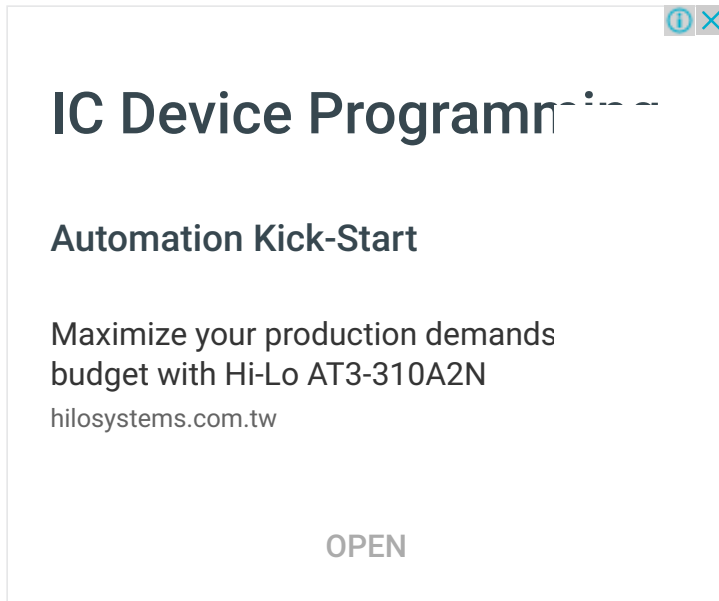 IC Device Programming
Automation Kick-Start
Maximize your production demands
budget with Hi-Lo AT3-310A2N
hilosystems.com.tw
OPEN